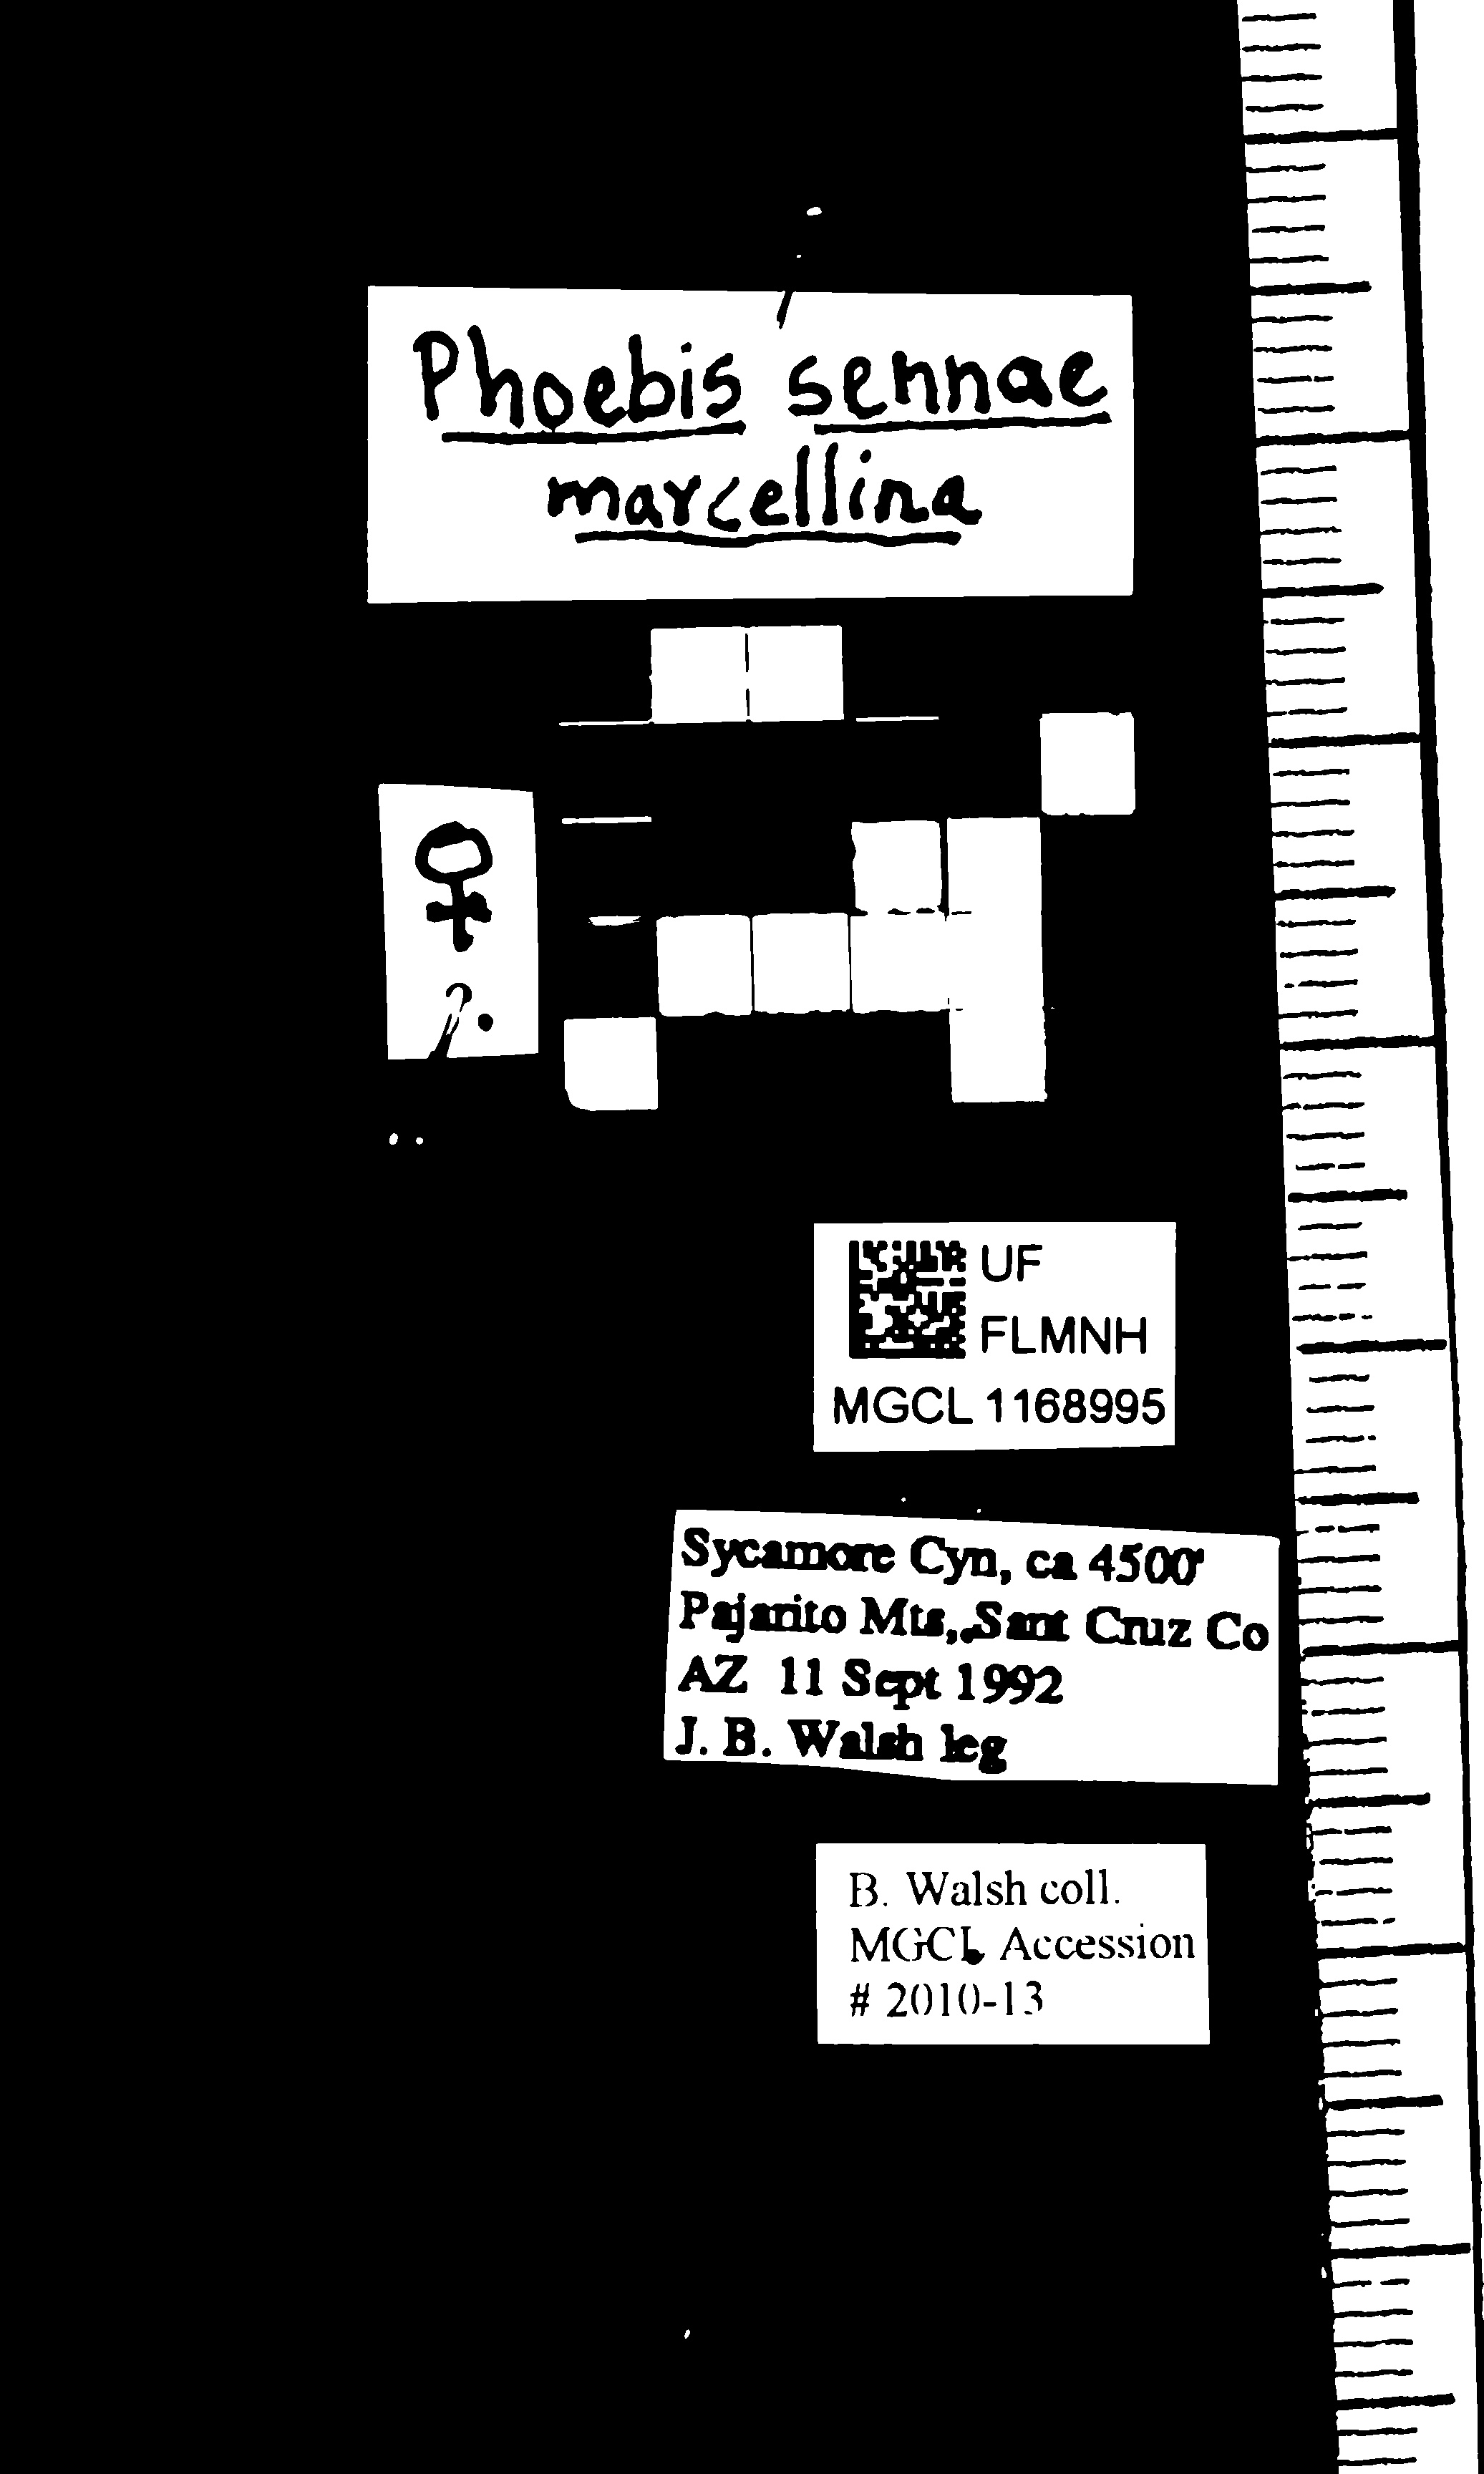 Phoebis sennae
marcellina
♀
?.
UF
FLMNH
MGCL 1168995
Sycamore Cyn, ca 4500'
Pajarito Mts, Sant Cruz Co
AZ 11 Sept 1992
J. B. Walsh leg
B. Walsh coll.
MGCL Accession
# 2010-13